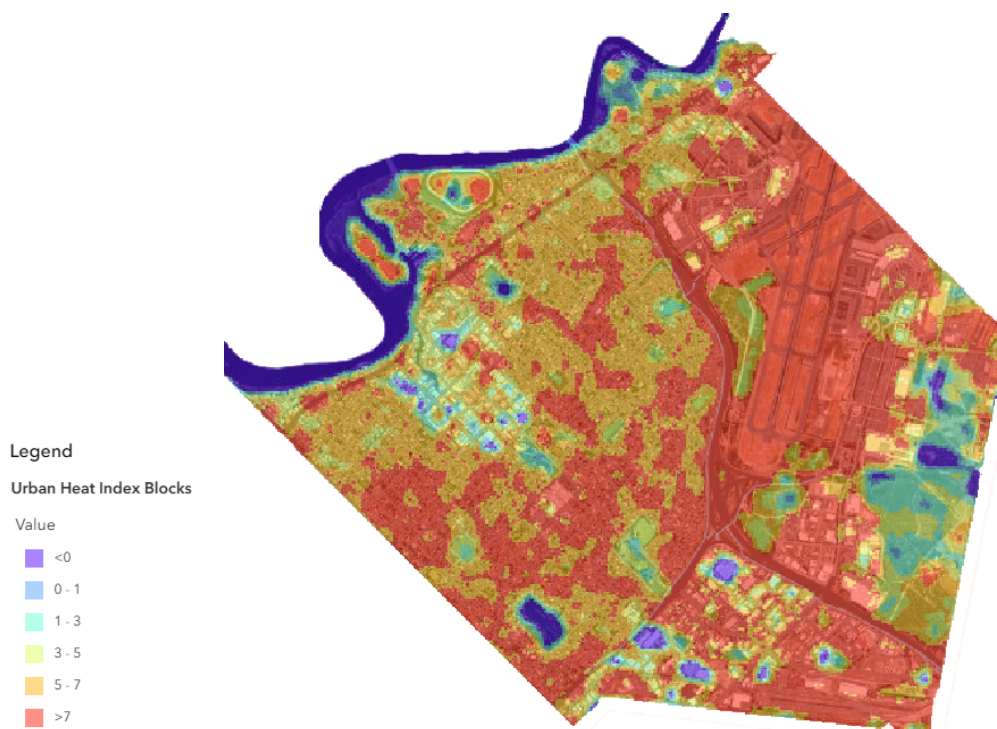 Legend
Urban Heat Index Blocks
Value
<0
0 - 1
1 - 3
3 - 5
5 - 7
>7